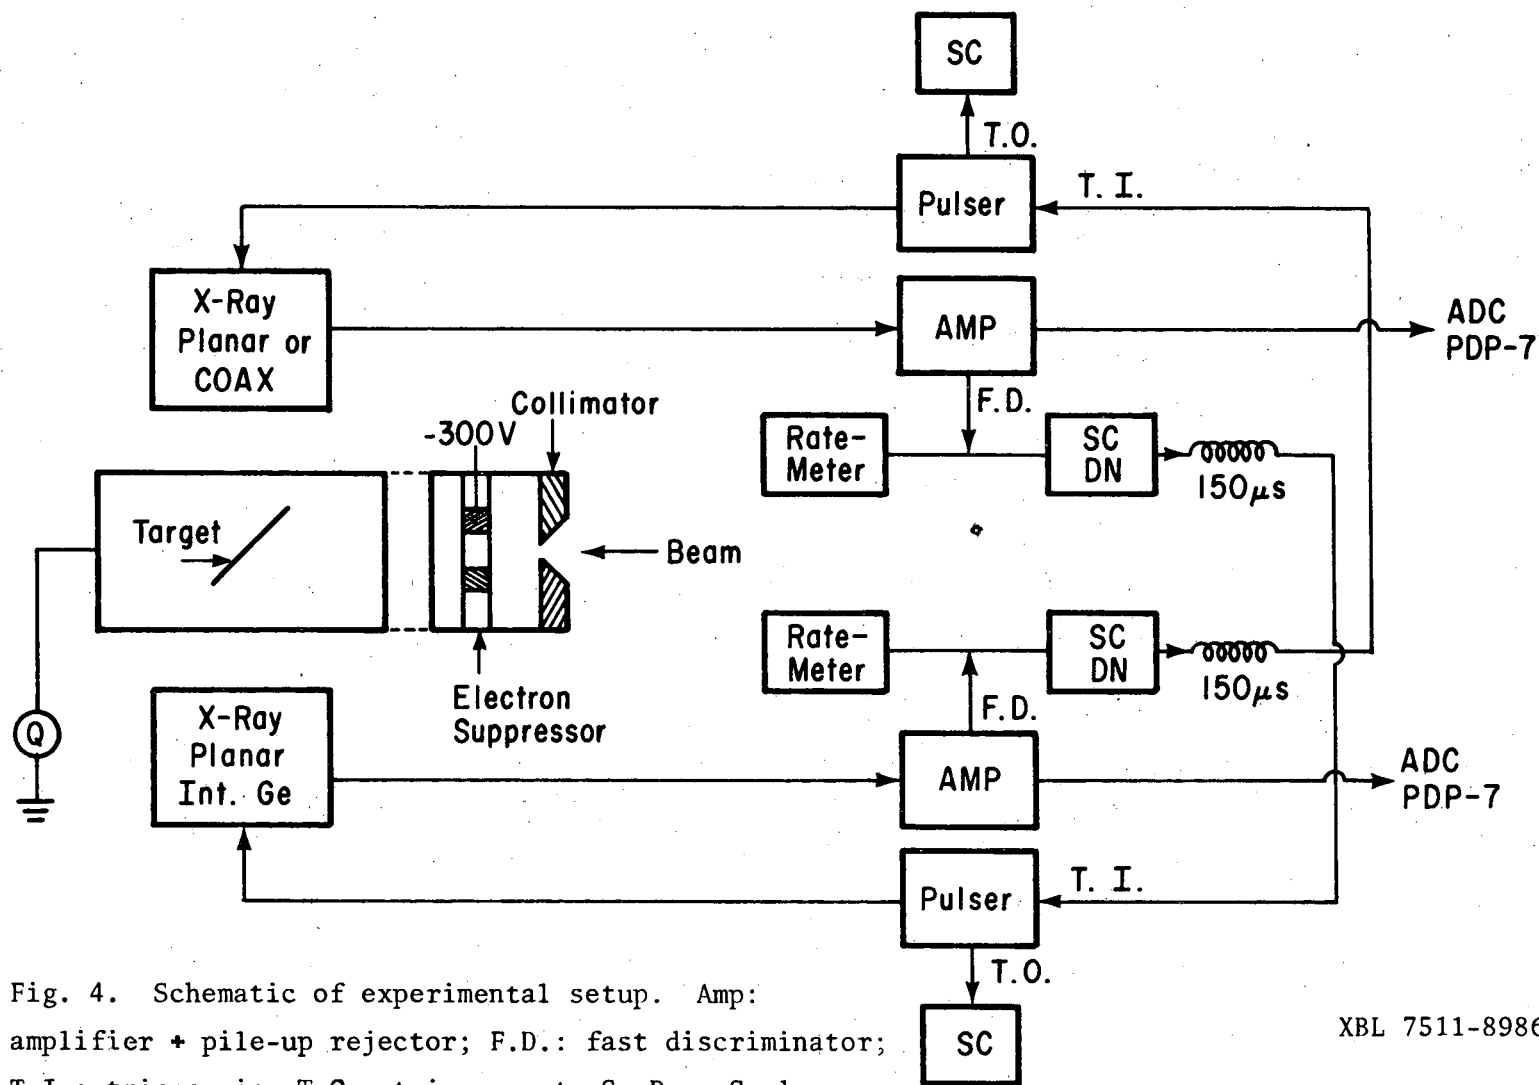 SC
T.O.
Pulser
T. I.
X-Ray
Planar or
COAX
AMP
ADC
PDP-7
F.D.
Collimator
-300V
Rate-
Meter
SC
DN
150μs
Target
Beam
Rate-
Meter
SC
DN
150μs
Electron
Suppressor
F.D.
Q
X-Ray
Planar
Int. Ge
AMP
ADC
PDP-7
Pulser
T. I.
T.O.
SC
Fig. 4. Schematic of experimental setup. Amp:
amplifier + pile-up rejector; F.D.: fast discriminator;
XBL 7511-8986